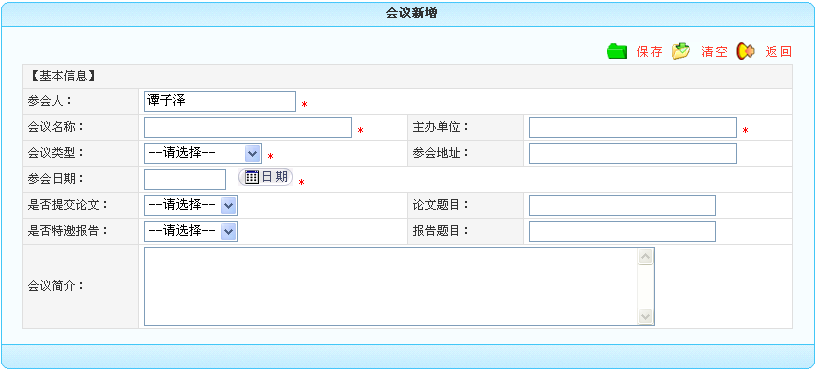 会议新增
保存 清空 返回
【基本信息】
参会人： 谭子泽 *
会议名称： * 主办单位： *
会议类型： --请选择-- * 参会地址：
参会日期： 日期 *
是否提交论文： --请选择-- 论文题目：
是否特邀报告： --请选择-- 报告题目：
会议简介：